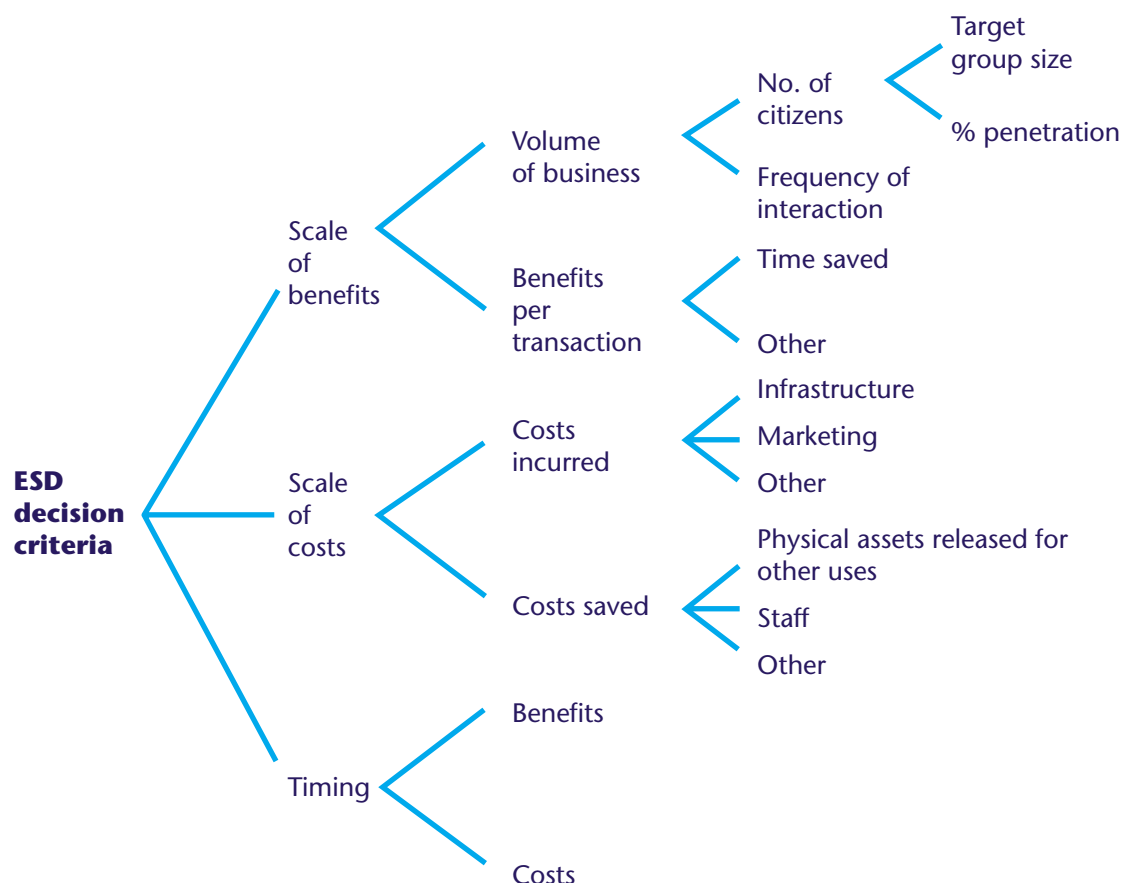 Target
group size
No. of
citizens
% penetration
Volume
of business
Frequency of
interaction
Scale
of
benefits
Time saved
Benefits
per
transaction
Other
Infrastructure
Costs
incurred
Marketing
Other
ESD
decision
criteria
Scale
of
costs
Physical assets released for
other uses
Costs saved
Staff
Other
Benefits
Timing
Costs